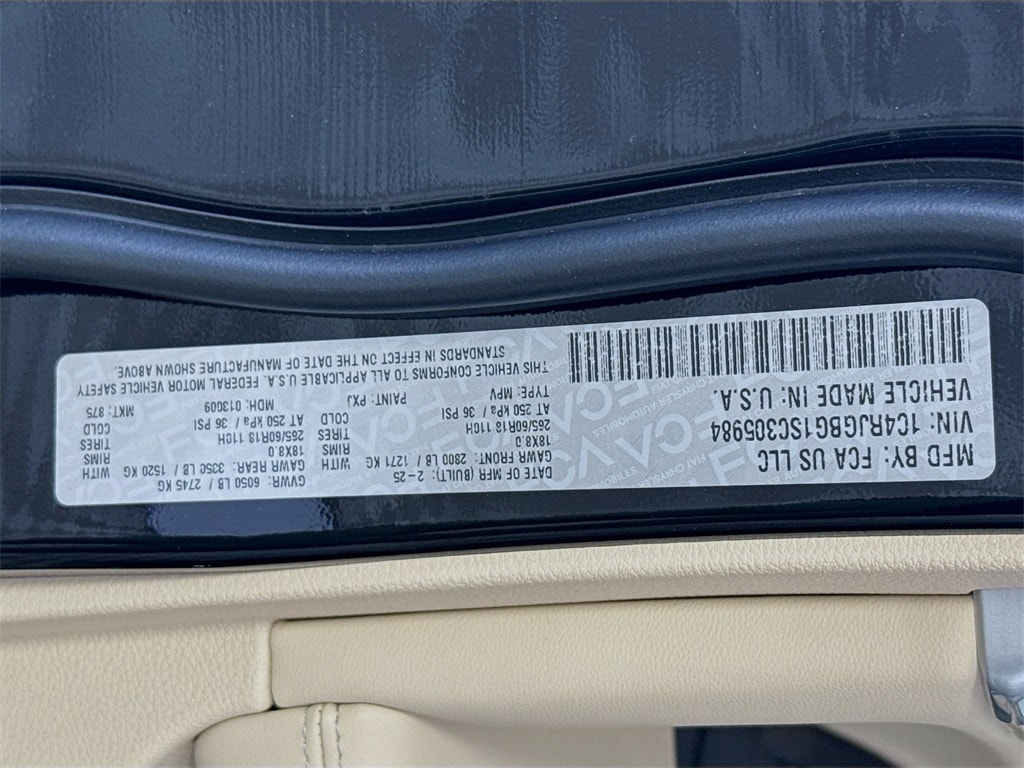 MFD BY: FCA US LLC
VIN: 1C4RJGBG1SC305984
VEHICLE MADE IN: U.S.A.
DATE OF MFR (BUILT): 2-25 GVWR: 6050 LB / 2745 KG
GAWR FRONT: 2800 LB / 1271 KG WITH GAWR REAR: 3250 LB / 1520 KG WITH
18X8.0 RIMS 18X8.0 RIMS
265/60R18 110H TIRES 265/60R18 110H TIRES
AT 250 kPa / 36 PSI COLD AT 250 kPa / 36 PSI COLD
TYPE: MPV PAINT: PXJ MDH: 013609 MKT: 875
THIS VEHICLE CONFORMS TO ALL APPLICABLE U.S.A. FEDERAL MOTOR VEHICLE SAFETY
STANDARDS IN EFFECT ON THE DATE OF MANUFACTURE SHOWN ABOVE.